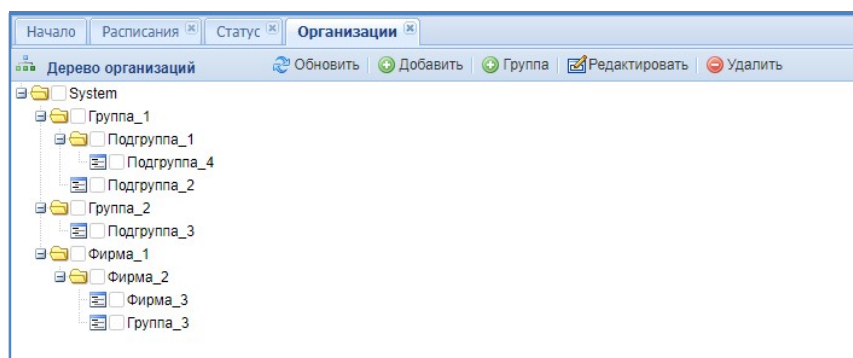 Начало Расписания Статус Организации
Дерево организаций Обновить Добавить Группа Редактировать Удалить
System
Группа_1
Подгруппа_1
Подгруппа_4
Подгруппа_2
Группа_2
Подгруппа_3
Фирма_1
Фирма_2
Фирма_3
Группа_3